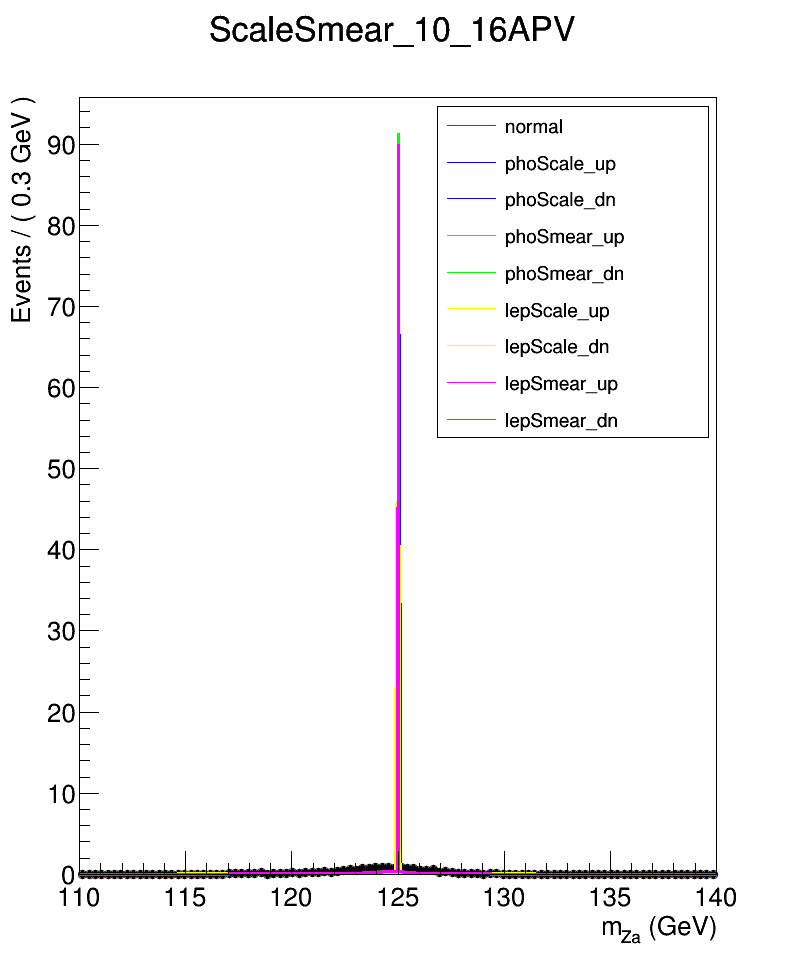 ScaleSmear_10_16APV
Events / ( 0.3 GeV )
90
80
70
60
50
40
30
20
10
0
normal
phoScale_up
phoScale_dn
phoSmear_up
phoSmear_dn
lepScale_up
lepScale_dn
lepSmear_up
lepSmear_dn
110 115 120 125 130 135 140
m_Za (GeV)